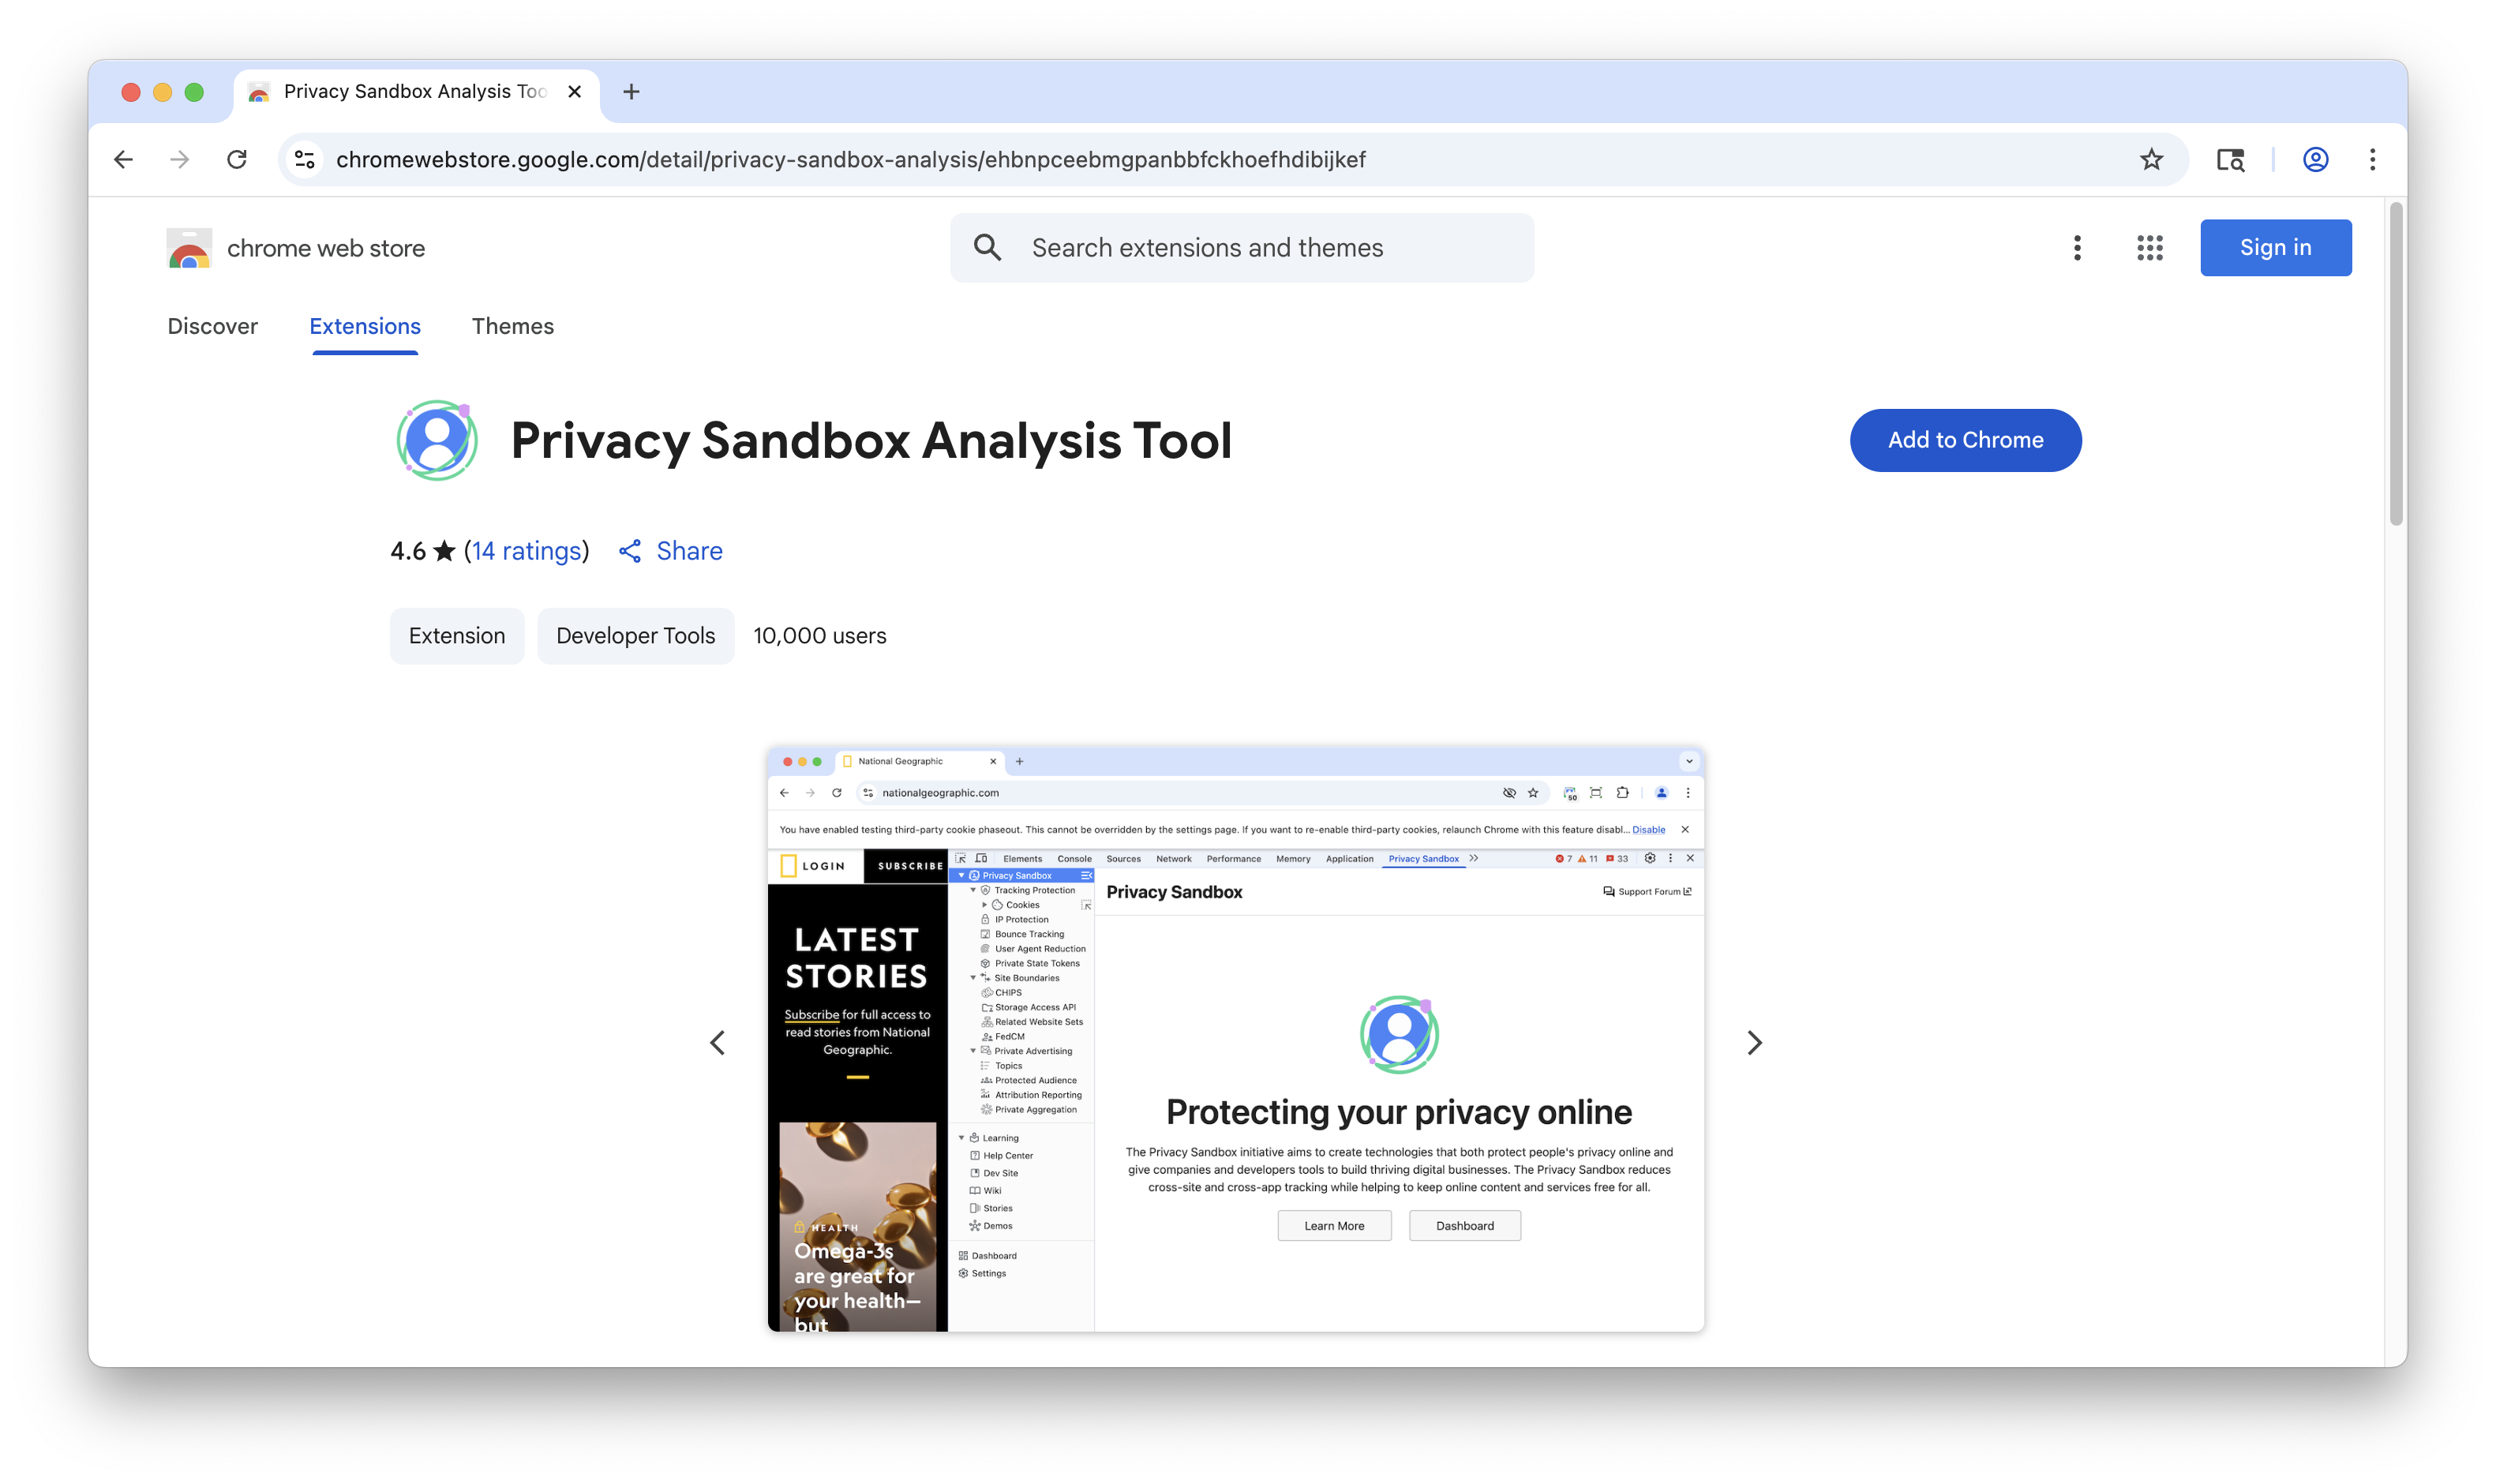 Privacy Sandbox Analysis Too
chromewebstore.google.com/detail/privacy-sandbox-analysis/ehbnpceebmgpanbbfckhoefhdibijkef
chrome web store
Search extensions and themes
Sign in
Discover Extensions Themes
Privacy Sandbox Analysis Tool
Add to Chrome
4.6 ★ (14 ratings) Share
Extension Developer Tools 10,000 users
National Geographic
nationalgeographic.com
50
You have enabled testing third-party cookie phaseout. This cannot be overridden by the settings page. If you want to re-enable third-party cookies, relaunch Chrome with this feature disabl... Disable
LOGIN SUBSCRIBE
Elements Console Sources Network Performance Memory Application Privacy Sandbox 7 11 33
LATEST
STORIES
Subscribe for full access to
read stories from National
Geographic.
HEALTH
Omega-3s
are great for
your health—
but
Privacy Sandbox
Tracking Protection
Cookies
IP Protection
Bounce Tracking
User Agent Reduction
Private State Tokens
Site Boundaries
CHIPS
Storage Access API
Related Website Sets
FedCM
Private Advertising
Topics
Protected Audience
Attribution Reporting
Private Aggregation
Learning
Help Center
Dev Site
Wiki
Stories
Demos
Dashboard
Settings
Privacy Sandbox
Support Forum
Protecting your privacy online
The Privacy Sandbox initiative aims to create technologies that both protect people's privacy online and
give companies and developers tools to build thriving digital businesses. The Privacy Sandbox reduces
cross-site and cross-app tracking while helping to keep online content and services free for all.
Learn More Dashboard